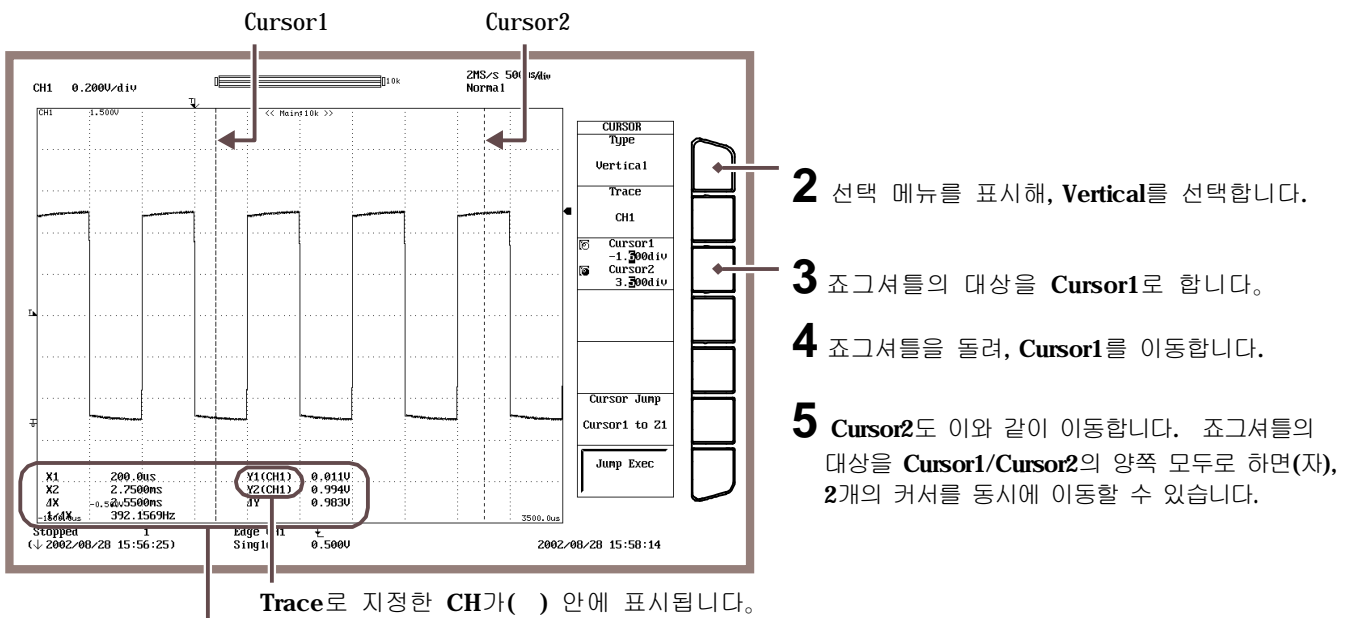 Cursor1 Cursor2
CH1 0.200V/div
10k
2MS/s 500us/div
Normal
CH1 1.500V
<< Main:10k >>
CURSOR
Type
Vertical
Trace
CH1
Cursor1
-1.500div
Cursor2
3.500div
Cursor Jump
Cursor1 to Z1
Jump Exec
X1 200.0us Y1(CH1) 0.011V
X2 2.7500ms Y2(CH1) 0.994V
ΔX 2.5500ms ΔY 0.983V
1/ΔX 392.1569Hz
-0.500V
3500.0us
Stopped 1 Edge CH1
(↓2002/08/28 15:56:25) Single 0.500V 2002/08/28 15:58:14
2 선택 메뉴를 표시해, Vertical를 선택합니다.
3 죠그셔틀의 대상을 Cursor1로 합니다。
4 죠그셔틀을 돌려, Cursor1를 이동합니다.
5 Cursor2도 이와 같이 이동합니다. 죠그셔틀의
대상을 Cursor1/Cursor2의 양쪽 모두로 하면(자),
2개의 커서를 동시에 이동할 수 있습니다.
Trace로 지정한 CH가( ) 안에 표시됩니다。